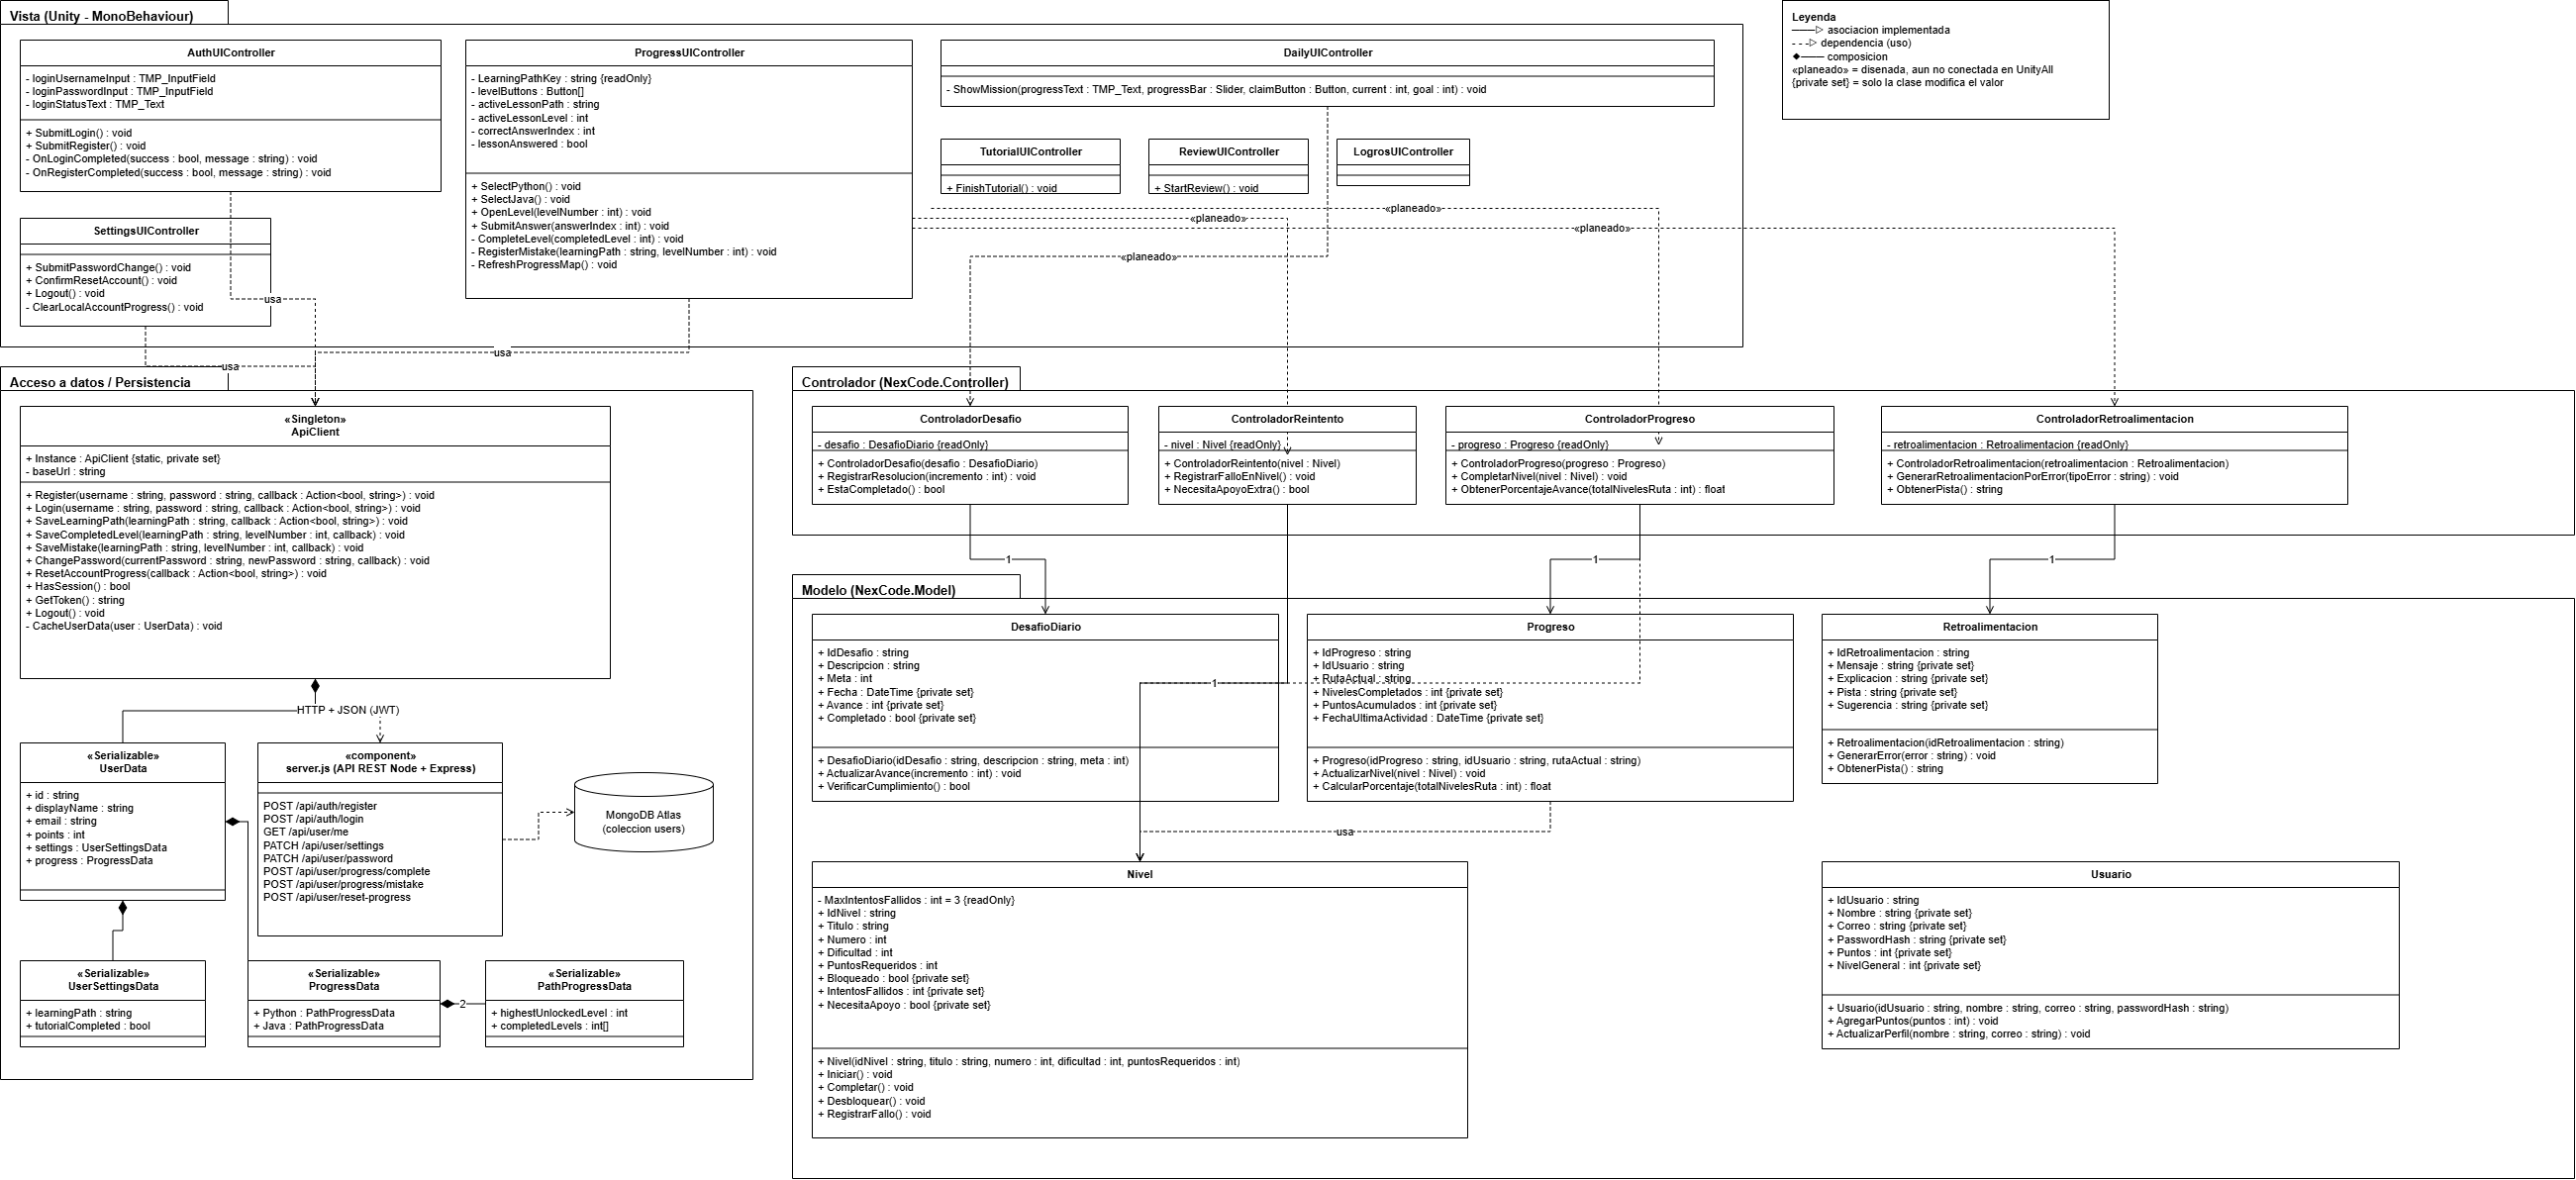 Vista (Unity - MonoBehaviour)
AuthUIController
- loginUsernameInput : TMP_InputField
- loginPasswordInput : TMP_InputField
- loginStatusText : TMP_Text
+ SubmitLogin() : void
+ SubmitRegister() : void
- OnLoginCompleted(success : bool, message : string) : void
- OnRegisterCompleted(success : bool, message : string) : void
SettingsUIController
+ SubmitPasswordChange() : void
+ ConfirmResetAccount() : void
+ Logout() : void
- ClearLocalAccountProgress() : void
ProgressUIController
- LearningPathKey : string {readOnly}
- levelButtons : Button[]
- activeLessonPath : string
- activeLessonLevel : int
- correctAnswerIndex : int
- lessonAnswered : bool
+ SelectPython() : void
+ SelectJava() : void
+ OpenLevel(levelNumber : int) : void
+ SubmitAnswer(answerIndex : int) : void
- CompleteLevel(completedLevel : int) : void
- RegisterMistake(learningPath : string, levelNumber : int) : void
- RefreshProgressMap() : void
DailyUIController
- ShowMission(progressText : TMP_Text, progressBar : Slider, claimButton : Button, current : int, goal : int) : void
TutorialUIController
+ FinishTutorial() : void
ReviewUIController
+ StartReview() : void
LogrosUIController
Leyenda
asociacion implementada
dependencia (uso)
composicion
«planeado» = disenada, aun no conectada en UnityAll
{private set} = solo la clase modifica el valor
«planeado»
«planeado»
«planeado»
«planeado»
usa
usa
usa
Acceso a datos / Persistencia
«Singleton»
ApiClient
+ Instance : ApiClient {static, private set}
- baseUrl : string
+ Register(username : string, password : string, callback : Action<bool, string>) : void
+ Login(username : string, password : string, callback : Action<bool, string>) : void
+ SaveLearningPath(learningPath : string, callback : Action<bool, string>) : void
+ SaveCompletedLevel(learningPath : string, levelNumber : int, callback) : void
+ SaveMistake(learningPath : string, levelNumber : int, callback) : void
+ ChangePassword(currentPassword : string, newPassword : string, callback) : void
+ ResetAccountProgress(callback : Action<bool, string>) : void
+ HasSession() : bool
+ GetToken() : string
+ Logout() : void
- CacheUserData(user : UserData) : void
HTTP + JSON (JWT)
«Serializable»
UserData
+ id : string
+ displayName : string
+ email : string
+ points : int
+ settings : UserSettingsData
+ progress : ProgressData
«component»
server.js (API REST Node + Express)
POST /api/auth/register
POST /api/auth/login
GET /api/user/me
PATCH /api/user/settings
PATCH /api/user/password
POST /api/user/progress/complete
POST /api/user/progress/mistake
POST /api/user/reset-progress
MongoDB Atlas
(coleccion users)
«Serializable»
UserSettingsData
+ learningPath : string
+ tutorialCompleted : bool
«Serializable»
ProgressData
+ Python : PathProgressData
+ Java : PathProgressData
2
«Serializable»
PathProgressData
+ highestUnlockedLevel : int
+ completedLevels : int[]
Controlador (NexCode.Controller)
ControladorDesafio
- desafio : DesafioDiario {readOnly}
+ ControladorDesafio(desafio : DesafioDiario)
+ RegistrarResolucion(incremento : int) : void
+ EstaCompletado() : bool
ControladorReintento
- nivel : Nivel {readOnly}
+ ControladorReintento(nivel : Nivel)
+ RegistrarFalloEnNivel() : void
+ NecesitaApoyoExtra() : bool
ControladorProgreso
- progreso : Progreso {readOnly}
+ ControladorProgreso(progreso : Progreso)
+ CompletarNivel(nivel : Nivel) : void
+ ObtenerPorcentajeAvance(totalNivelesRuta : int) : float
ControladorRetroalimentacion
- retroalimentacion : Retroalimentacion {readOnly}
+ ControladorRetroalimentacion(retroalimentacion : Retroalimentacion)
+ GenerarRetroalimentacionPorError(tipoError : string) : void
+ ObtenerPista() : string
1
1
1
Modelo (NexCode.Model)
DesafioDiario
+ IdDesafio : string
+ Descripcion : string
+ Meta : int
+ Fecha : DateTime {private set}
+ Avance : int {private set}
+ Completado : bool {private set}
+ DesafioDiario(idDesafio : string, descripcion : string, meta : int)
+ ActualizarAvance(incremento : int) : void
+ VerificarCumplimiento() : bool
1
Progreso
+ IdProgreso : string
+ IdUsuario : string
+ RutaActual : string
+ NivelesCompletados : int {private set}
+ PuntosAcumulados : int {private set}
+ FechaUltimaActividad : DateTime {private set}
+ Progreso(idProgreso : string, idUsuario : string, rutaActual : string)
+ ActualizarNivel(nivel : Nivel) : void
+ CalcularPorcentaje(totalNivelesRuta : int) : float
Retroalimentacion
+ IdRetroalimentacion : string
+ Mensaje : string {private set}
+ Explicacion : string {private set}
+ Pista : string {private set}
+ Sugerencia : string {private set}
+ Retroalimentacion(idRetroalimentacion : string)
+ GenerarError(error : string) : void
+ ObtenerPista() : string
usa
Nivel
- MaxIntentosFallidos : int = 3 {readOnly}
+ IdNivel : string
+ Titulo : string
+ Numero : int
+ Dificultad : int
+ PuntosRequeridos : int
+ Bloqueado : bool {private set}
+ IntentosFallidos : int {private set}
+ NecesitaApoyo : bool {private set}
+ Nivel(idNivel : string, titulo : string, numero : int, dificultad : int, puntosRequeridos : int)
+ Iniciar() : void
+ Completar() : void
+ Desbloquear() : void
+ RegistrarFallo() : void
Usuario
+ IdUsuario : string
+ Nombre : string {private set}
+ Correo : string {private set}
+ PasswordHash : string {private set}
+ Puntos : int {private set}
+ NivelGeneral : int {private set}
+ Usuario(idUsuario : string, nombre : string, correo : string, passwordHash : string)
+ AgregarPuntos(puntos : int) : void
+ ActualizarPerfil(nombre : string, correo : string) : void